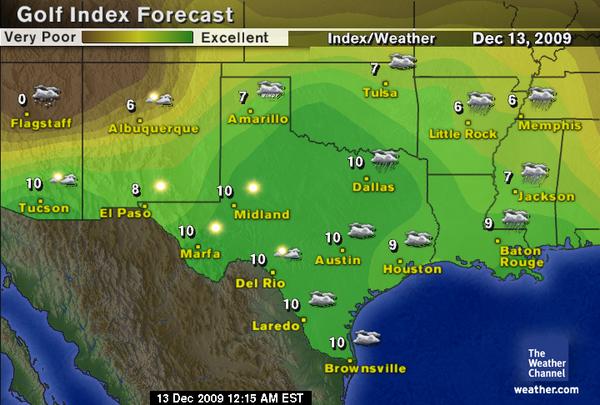 Golf Index Forecast
Very Poor Excellent Index/Weather Dec 13, 2009
0
Flagstaff
6
Albuquerque
7
WINDY
Amarillo
7
Tulsa
6
Little Rock
6
Memphis
10
Tucson
8
El Paso
10
Midland
10
Dallas
7
Jackson
10
Marfa
10
Del Rio
10
Austin
9
Houston
9
Baton
Rouge
10
Laredo
10
Brownsville
The
Weather
Channel
weather.com
13 Dec 2009 12:15 AM EST